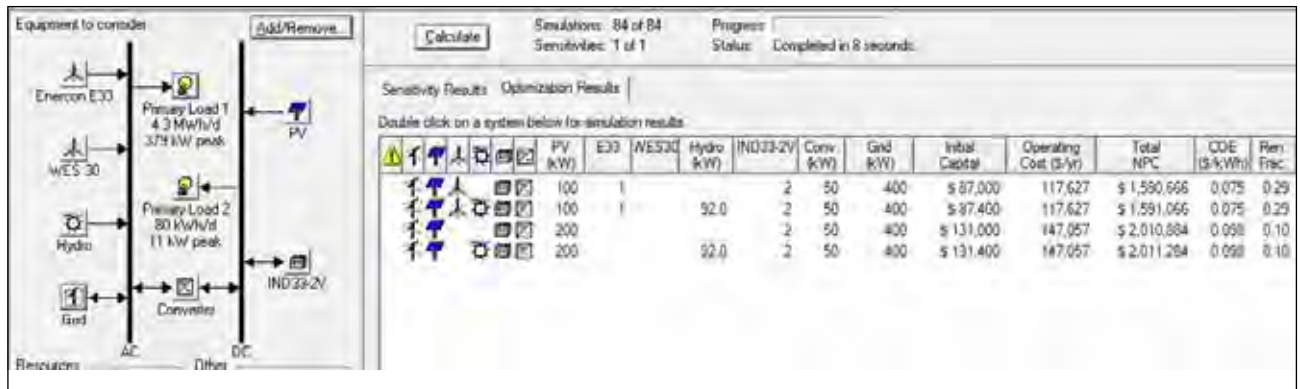 Equipment to consider
Add/Remove...
Enercon E33
WES 30
Hydro
Grid
Primary Load 1
4.3 MWh/d
379 kW peak
Primary Load 2
80 kWh/d
11 kW peak
Converter
PV
IND33-2V
AC
DC
Resources
Other
Calculate
Simulations: 84 of 84
Sensitivities: 1 of 1
Progress:
Status: Completed in 8 seconds.
Sensitivity Results Optimization Results
Double click on a system below for simulation results.
PV (kW) E33 WES30 Hydro (kW) IND33-2V Conv. (kW) Grid (kW) Initial Capital Operating Cost ($/yr) Total NPC COE ($/kWh) Ren. Frac.
100 1 2 50 400 $ 87,000 117,627 $ 1,590,666 0.075 0.29
100 1 92.0 2 50 400 $ 87,400 117,627 $ 1,591,066 0.075 0.29
200 2 50 400 $ 131,000 147,057 $ 2,010,884 0.098 0.10
200 92.0 2 50 400 $ 131,400 147,057 $ 2,011,284 0.098 0.10